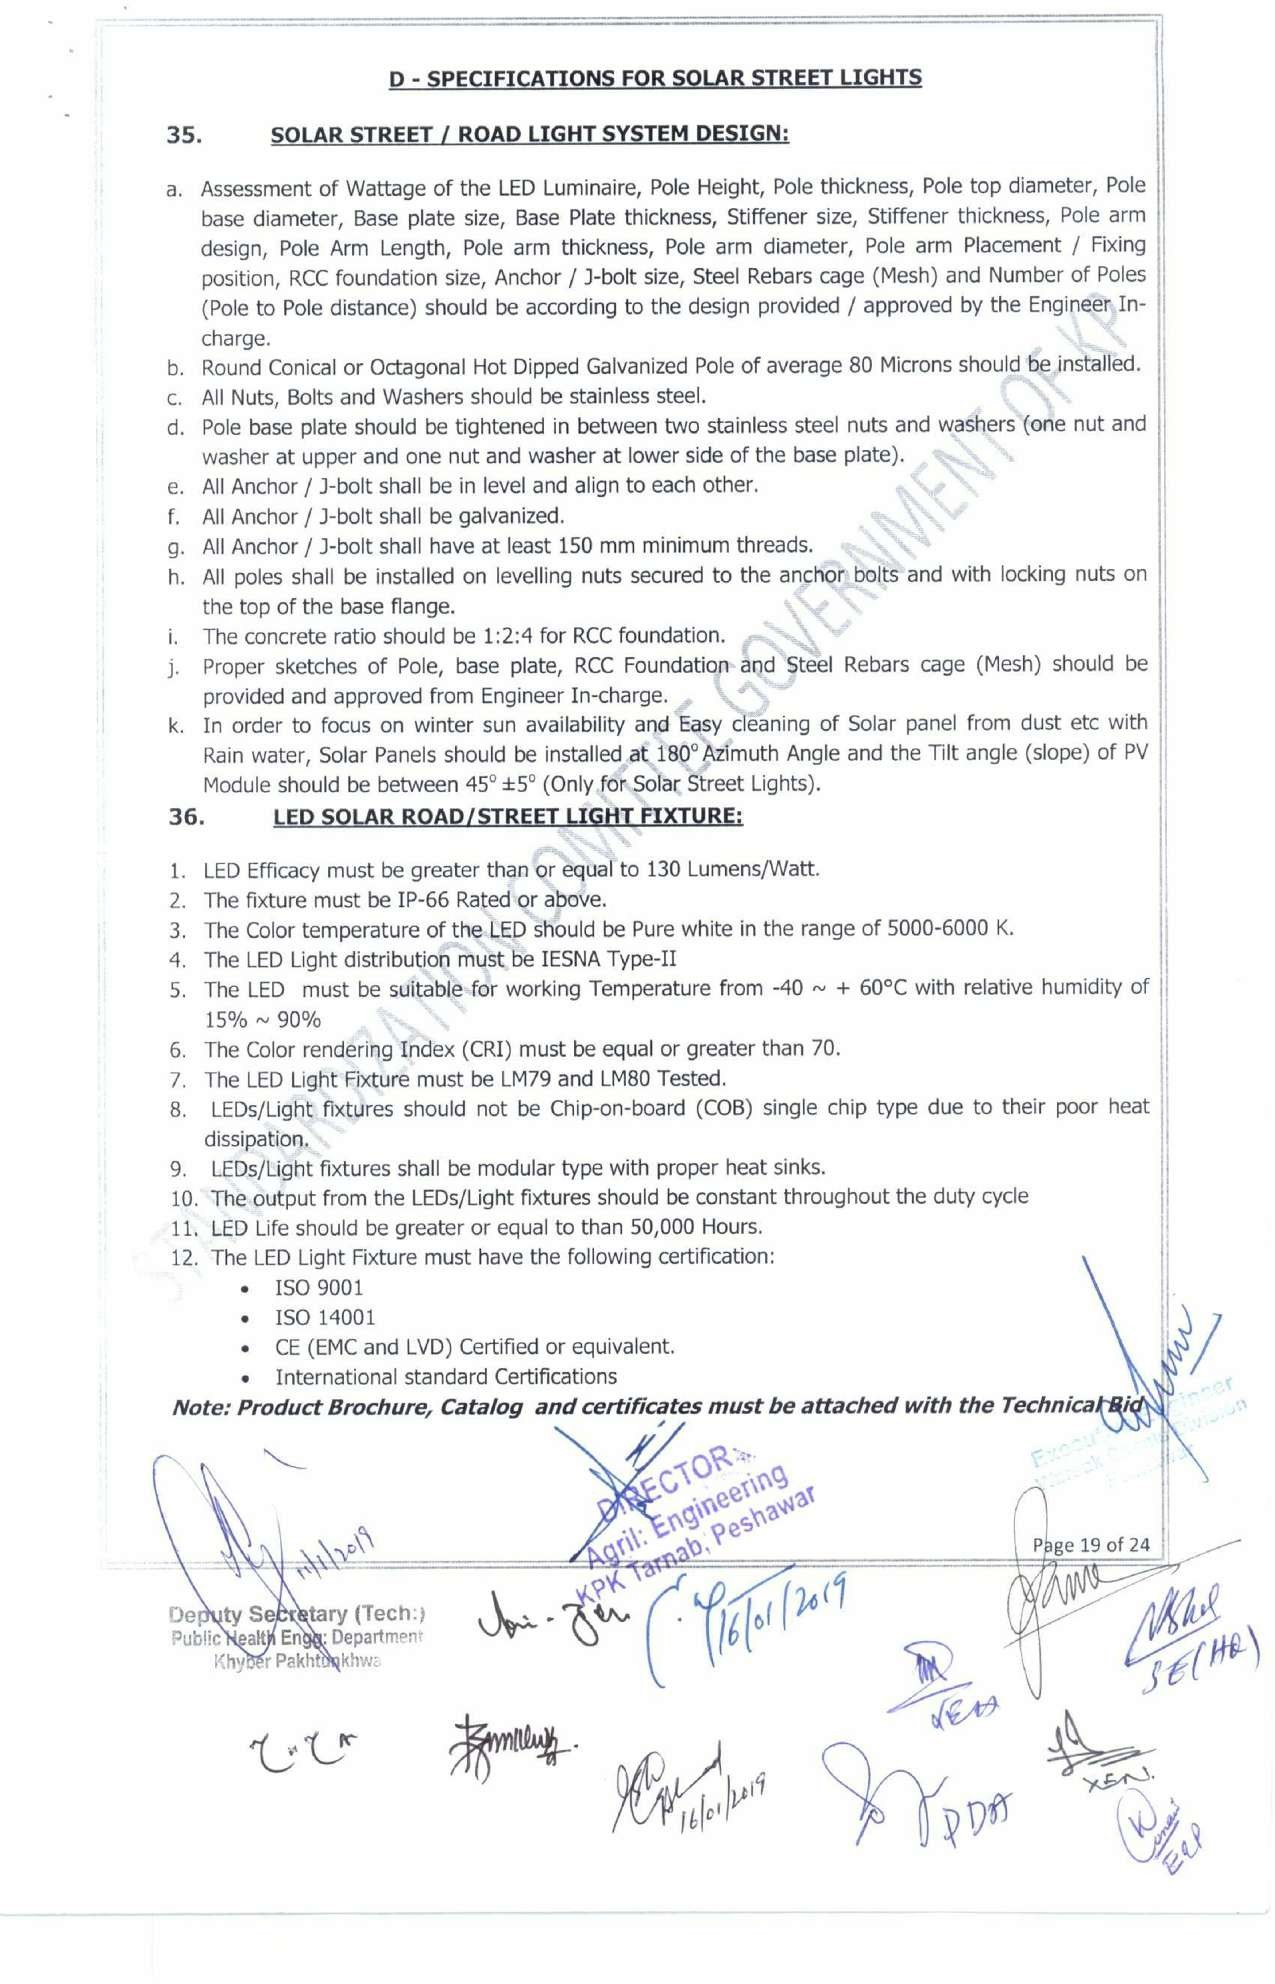 D - SPECIFICATIONS FOR SOLAR STREET LIGHTS
35. SOLAR STREET / ROAD LIGHT SYSTEM DESIGN:
a. Assessment of Wattage of the LED Luminaire, Pole Height, Pole thickness, Pole top diameter, Pole
base diameter, Base plate size, Base Plate thickness, Stiffener size, Stiffener thickness, Pole arm
design, Pole Arm Length, Pole arm thickness, Pole arm diameter, Pole arm Placement / Fixing
position, RCC foundation size, Anchor / J-bolt size, Steel Rebars cage (Mesh) and Number of Poles
(Pole to Pole distance) should be according to the design provided / approved by the Engineer In-
charge.
b. Round Conical or Octagonal Hot Dipped Galvanized Pole of average 80 Microns should be installed.
c. All Nuts, Bolts and Washers should be stainless steel.
d. Pole base plate should be tightened in between two stainless steel nuts and washers (one nut and
washer at upper and one nut and washer at lower side of the base plate).
e. All Anchor / J-bolt shall be in level and align to each other.
f. All Anchor / J-bolt shall be galvanized.
g. All Anchor / J-bolt shall have at least 150 mm minimum threads.
h. All poles shall be installed on levelling nuts secured to the anchor bolts and with locking nuts on
the top of the base flange.
i. The concrete ratio should be 1:2:4 for RCC foundation.
j. Proper sketches of Pole, base plate, RCC Foundation and Steel Rebars cage (Mesh) should be
provided and approved from Engineer In-charge.
k. In order to focus on winter sun availability and Easy cleaning of Solar panel from dust etc with
Rain water, Solar Panels should be installed at 180° Azimuth Angle and the Tilt angle (slope) of PV
Module should be between 45° ±5° (Only for Solar Street Lights).
36. LED SOLAR ROAD/STREET LIGHT FIXTURE:
1. LED Efficacy must be greater than or equal to 130 Lumens/Watt.
2. The fixture must be IP-66 Rated or above.
3. The Color temperature of the LED should be Pure white in the range of 5000-6000 K.
4. The LED Light distribution must be IESNA Type-II
5. The LED must be suitable for working Temperature from -40 ~ + 60°C with relative humidity of
15% ~ 90%
6. The Color rendering Index (CRI) must be equal or greater than 70.
7. The LED Light Fixture must be LM79 and LM80 Tested.
8. LEDs/Light fixtures should not be Chip-on-board (COB) single chip type due to their poor heat
dissipation.
9. LEDs/Light fixtures shall be modular type with proper heat sinks.
10. The output from the LEDs/Light fixtures should be constant throughout the duty cycle
11. LED Life should be greater or equal to than 50,000 Hours.
12. The LED Light Fixture must have the following certification:
• ISO 9001
• ISO 14001
• CE (EMC and LVD) Certified or equivalent.
• International standard Certifications
Note: Product Brochure, Catalog and certificates must be attached with the Technical Bid
STANDARDIZATION COMMITTEE GOVERNMENT OF KP
DIRECTOR
Agril: Engineering
KPK Tarnab, Peshawar
Page 19 of 24
11/1/2019
Deputy Secretary (Tech:)
Public Health Engg: Department
Khyber Pakhtunkhwa
16/01/2019
SE(HQ)
XEN
16/01/2019
PDA
XEN.